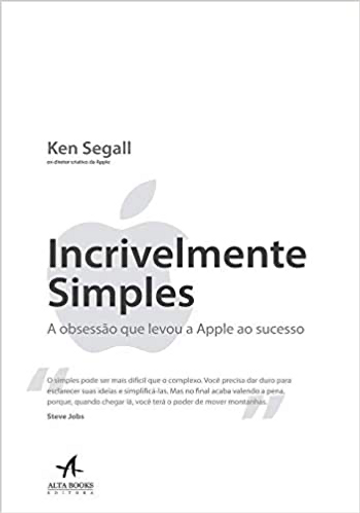 Ken Segall
ex diretor criativo da Apple
Incrivelmente
Simples
A obsessão que levou a Apple ao sucesso
“
O simples pode ser mais difícil que o complexo. Você precisa dar duro para
esclarecer suas ideias e simplificá-las. Mas no final acaba valendo a pena,
porque, quando chegar lá, você terá o poder de mover montanhas.
”
Steve Jobs
ALTA BOOKS
EDITORA